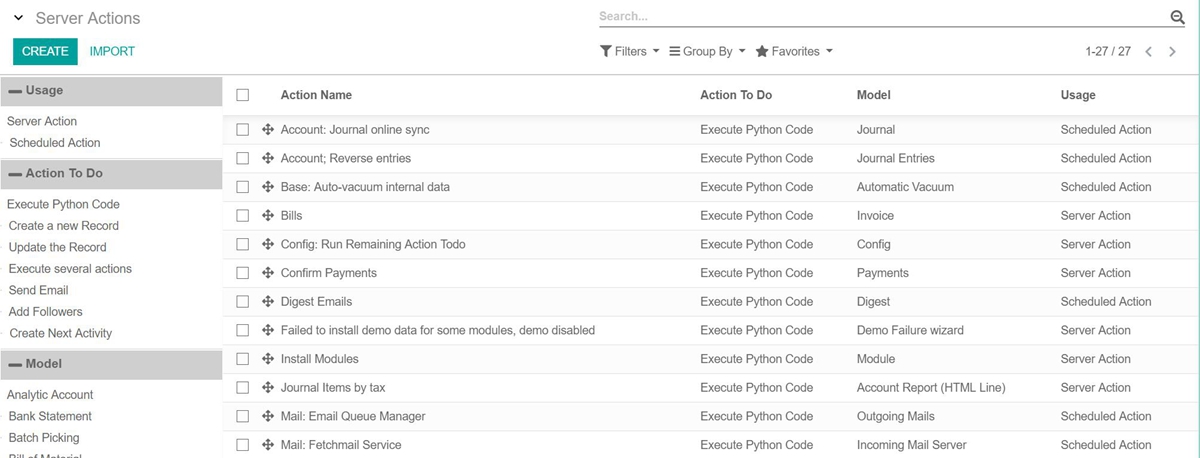 Server Actions
Search...
CREATE IMPORT
Filters Group By Favorites 1-27 / 27
Usage
Server Action
Scheduled Action
Action To Do
Execute Python Code
Create a new Record
Update the Record
Execute several actions
Send Email
Add Followers
Create Next Activity
Model
Analytic Account
Bank Statement
Batch Picking
Bill of Material
Action Name Action To Do Model Usage
Account: Journal online sync Execute Python Code Journal Scheduled Action
Account; Reverse entries Execute Python Code Journal Entries Scheduled Action
Base: Auto-vacuum internal data Execute Python Code Automatic Vacuum Scheduled Action
Bills Execute Python Code Invoice Server Action
Config: Run Remaining Action Todo Execute Python Code Config Server Action
Confirm Payments Execute Python Code Payments Server Action
Digest Emails Execute Python Code Digest Scheduled Action
Failed to install demo data for some modules, demo disabled Execute Python Code Demo Failure wizard Server Action
Install Modules Execute Python Code Module Server Action
Journal Items by tax Execute Python Code Account Report (HTML Line) Server Action
Mail: Email Queue Manager Execute Python Code Outgoing Mails Scheduled Action
Mail: Fetchmail Service Execute Python Code Incoming Mail Server Scheduled Action